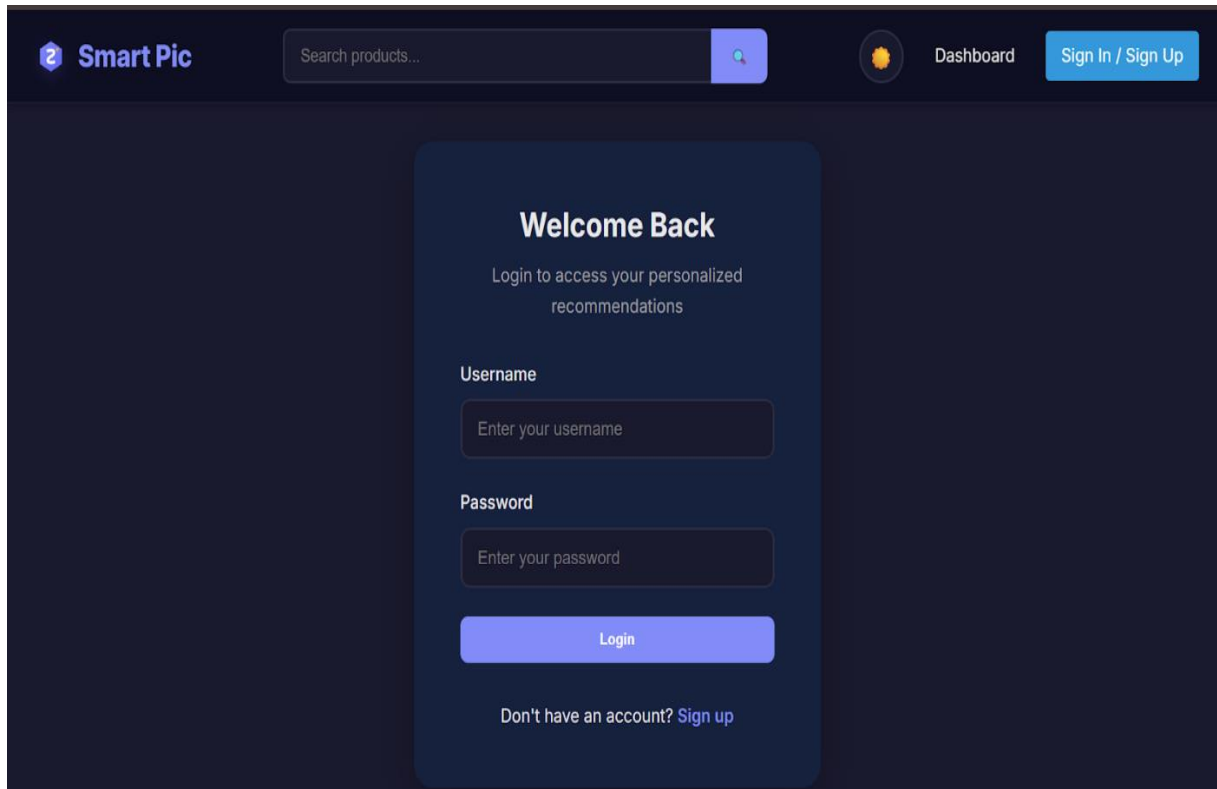 Smart Pic
Search products...
Dashboard
Sign In / Sign Up
Welcome Back
Login to access your personalized
recommendations
Username
Enter your username
Password
Enter your password
Login
Don't have an account? Sign up